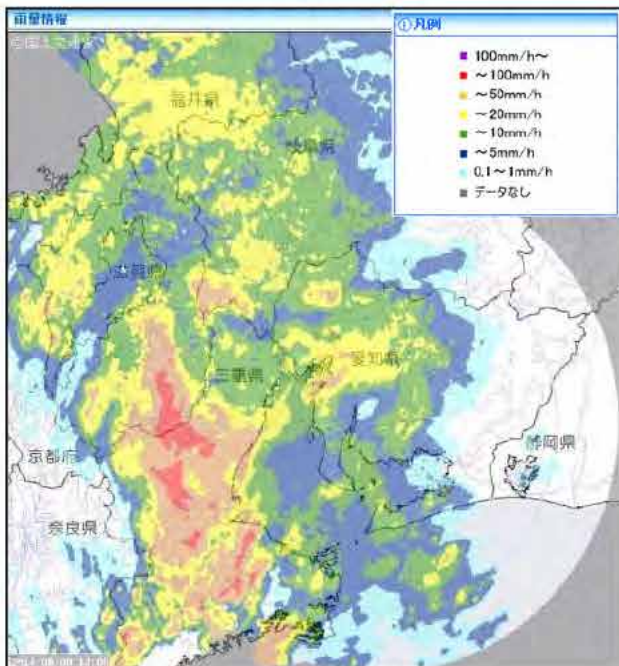 雨量情報
①凡例
100mm/h～
～100mm/h
～50mm/h
～20mm/h
～10mm/h
～5mm/h
0.1～1mm/h
データなし
福井県
岐阜県
滋賀県
三重県
愛知県
静岡県
京都府
奈良県